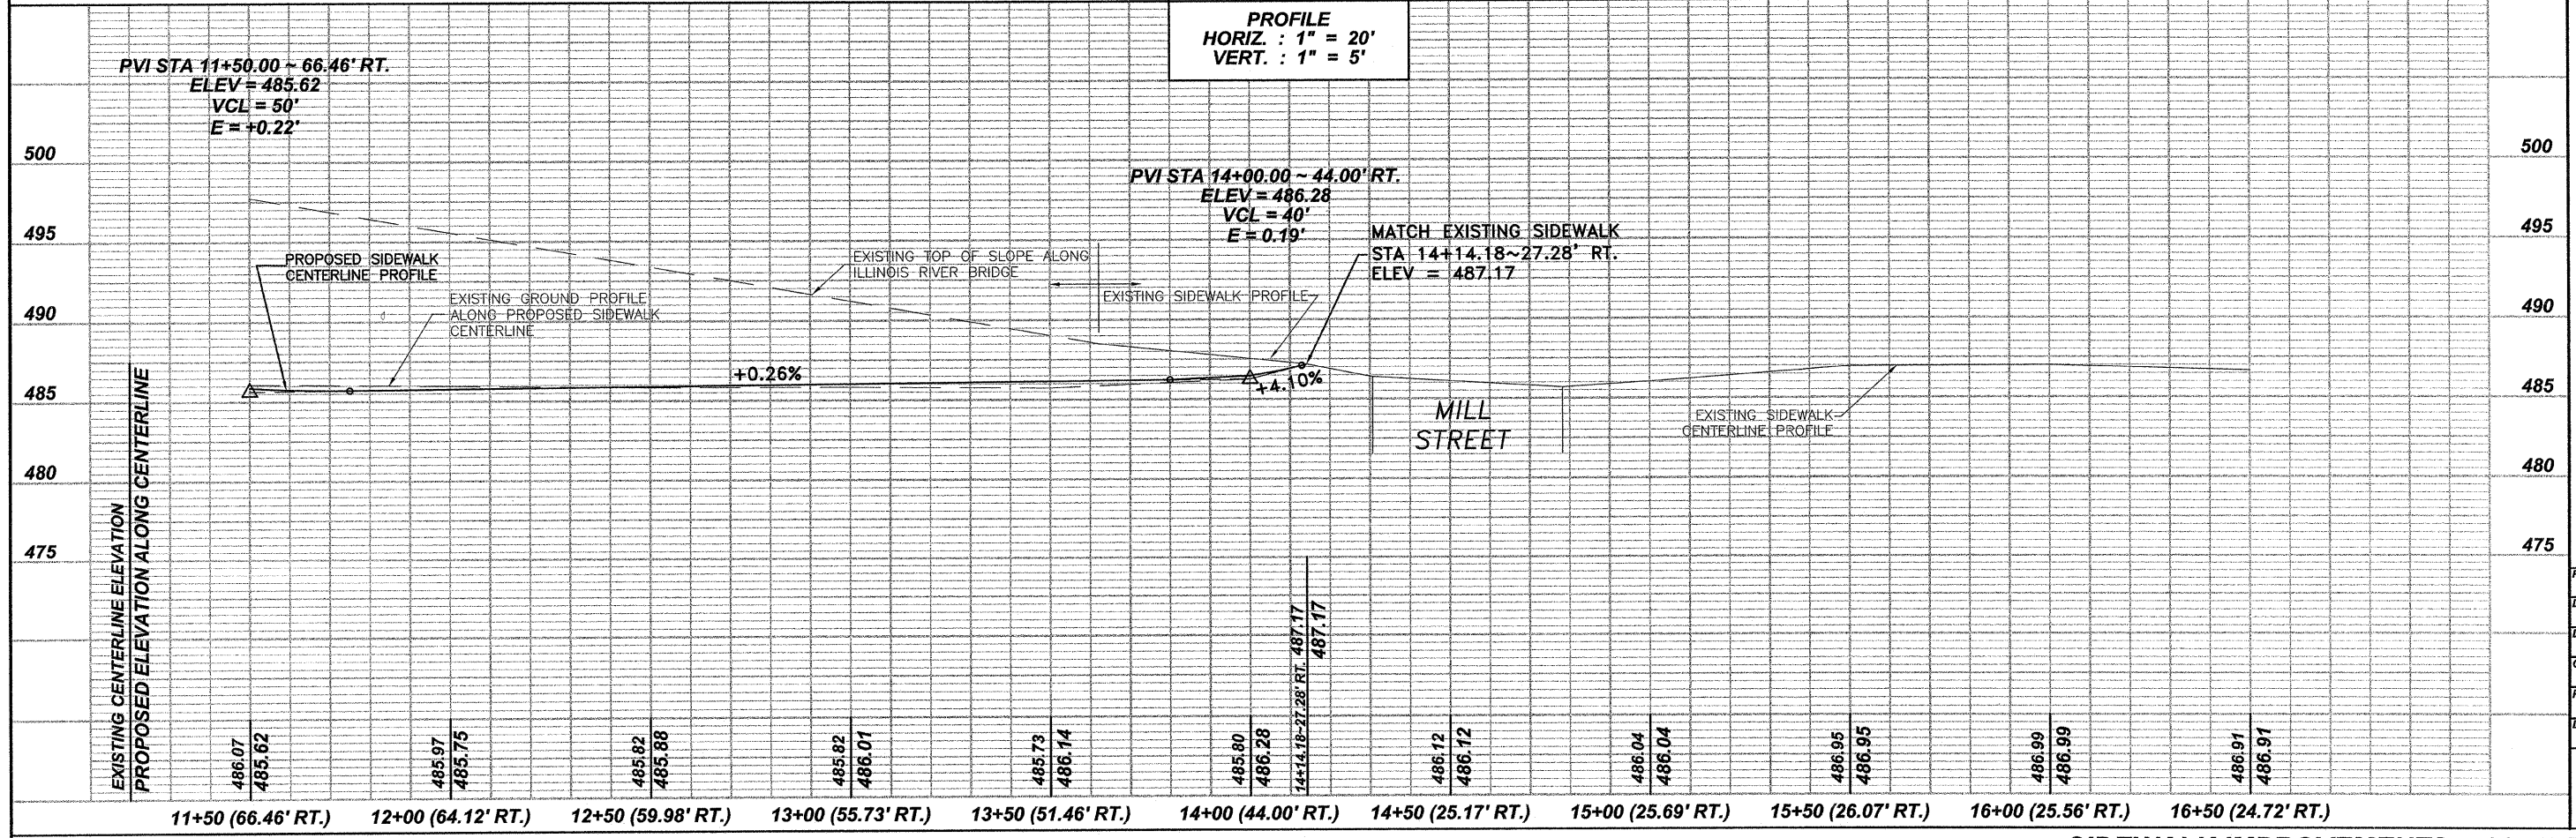 PROFILE
HORIZ. : 1" = 20'
VERT. : 1" = 5'
PVI STA 11+50.00 ~ 66.46' RT.
ELEV = 485.62
VCL = 50'
E = +0.22'
PVI STA 14+00.00 ~ 44.00' RT.
ELEV = 486.28
VCL = 40'
E = 0.19'
MATCH EXISTING SIDEWALK
STA 14+14.18~27.28' RT.
ELEV = 487.17
500
495
490
485
480
475
500
495
490
485
480
475
PROPOSED SIDEWALK
CENTERLINE PROFILE
EXISTING GROUND PROFILE
ALONG PROPOSED SIDEWALK
CENTERLINE
EXISTING TOP OF SLOPE ALONG
ILLINOIS RIVER BRIDGE
EXISTING SIDEWALK PROFILE
+0.26%
+4.10%
MILL
STREET
EXISTING SIDEWALK
CENTERLINE PROFILE
EXISTING CENTERLINE ELEVATION
PROPOSED ELEVATION ALONG CENTERLINE
486.07
485.62
485.97
485.75
485.82
485.88
485.82
486.01
485.73
486.14
485.80
486.28
14+14.18~27.28' RT. 487.17
487.17
486.12
486.12
486.04
486.04
486.95
486.95
486.99
486.99
486.91
486.91
11+50 (66.46' RT.)
12+00 (64.12' RT.)
12+50 (59.98' RT.)
13+00 (55.73' RT.)
13+50 (51.46' RT.)
14+00 (44.00' RT.)
14+50 (25.17' RT.)
15+00 (25.69' RT.)
15+50 (26.07' RT.)
16+00 (25.56' RT.)
16+50 (24.72' RT.)